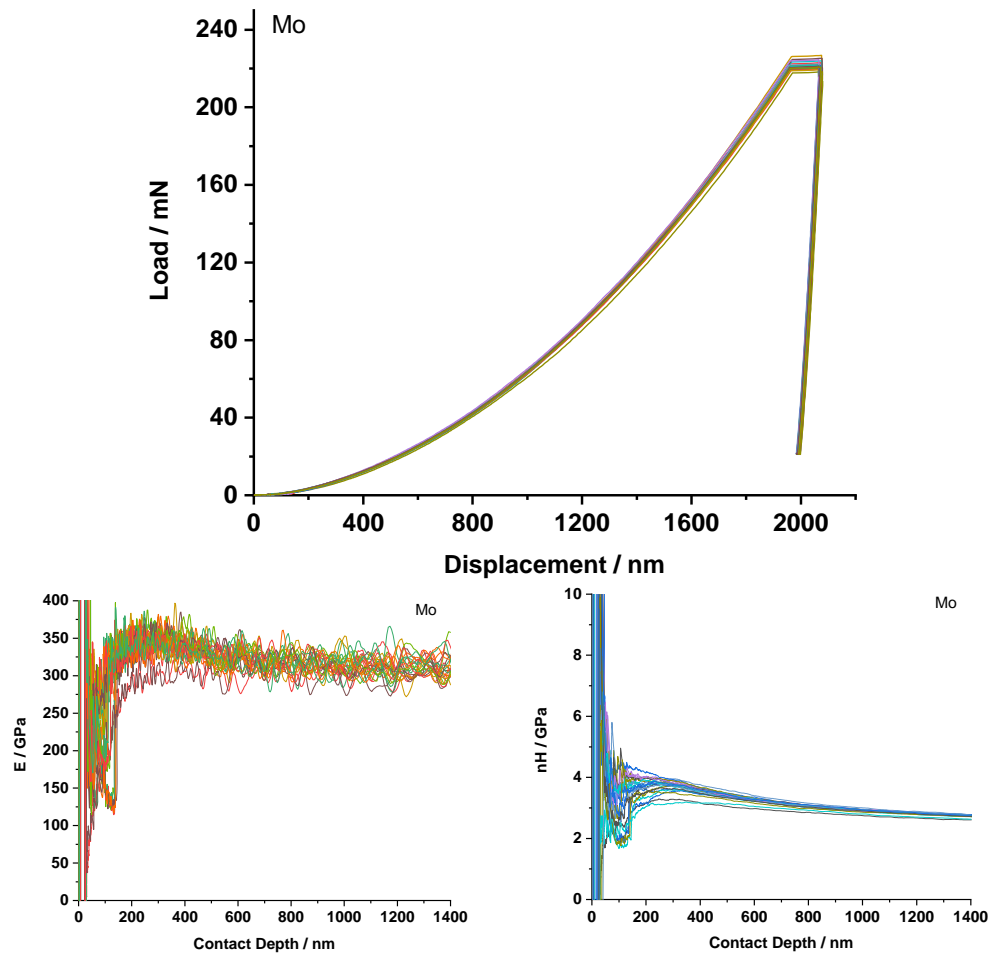 Mo
240
200
160
120
80
40
0
Load / mN
0 400 800 1200 1600 2000
Displacement / nm
400
350
300
250
200
150
100
50
0
E / GPa
Mo
0 200 400 600 800 1000 1200 1400
Contact Depth / nm
10
8
6
4
2
0
nH / GPa
Mo
0 200 400 600 800 1000 1200 1400
Contact Depth / nm